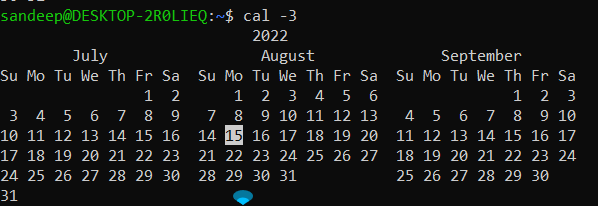 sandeep@DESKTOP-2R0LIEQ:~$ cal -3
                              2022
        July                  August               September
Su Mo Tu We Th Fr Sa  Su Mo Tu We Th Fr Sa  Su Mo Tu We Th Fr Sa
                1  2      1  2  3  4  5  6               1  2  3
 3  4  5  6  7  8  9   7  8  9 10 11 12 13   4  5  6  7  8  9 10
10 11 12 13 14 15 16  14 15 16 17 18 19 20  11 12 13 14 15 16 17
17 18 19 20 21 22 23  21 22 23 24 25 26 27  18 19 20 21 22 23 24
24 25 26 27 28 29 30  28 29 30 31           25 26 27 28 29 30
31